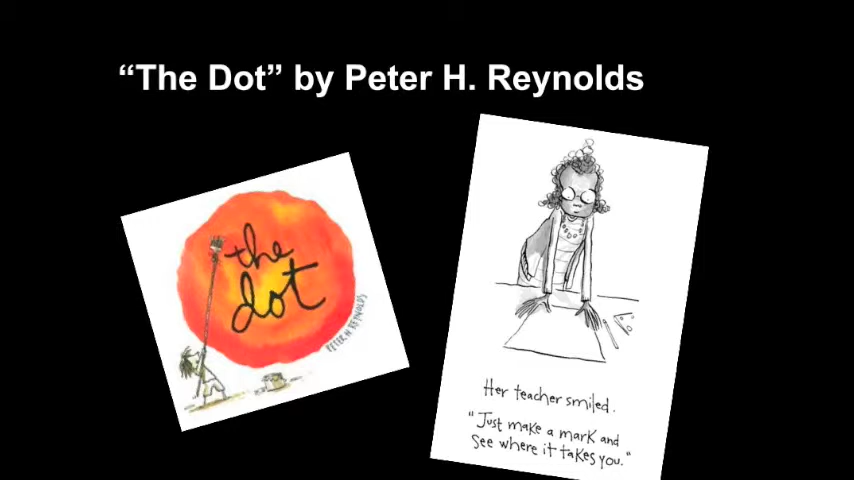 “The Dot” by Peter H. Reynolds
the
dot
PETER H. REYNOLDS
Her teacher smiled.
"Just make a mark and
see where it takes you."